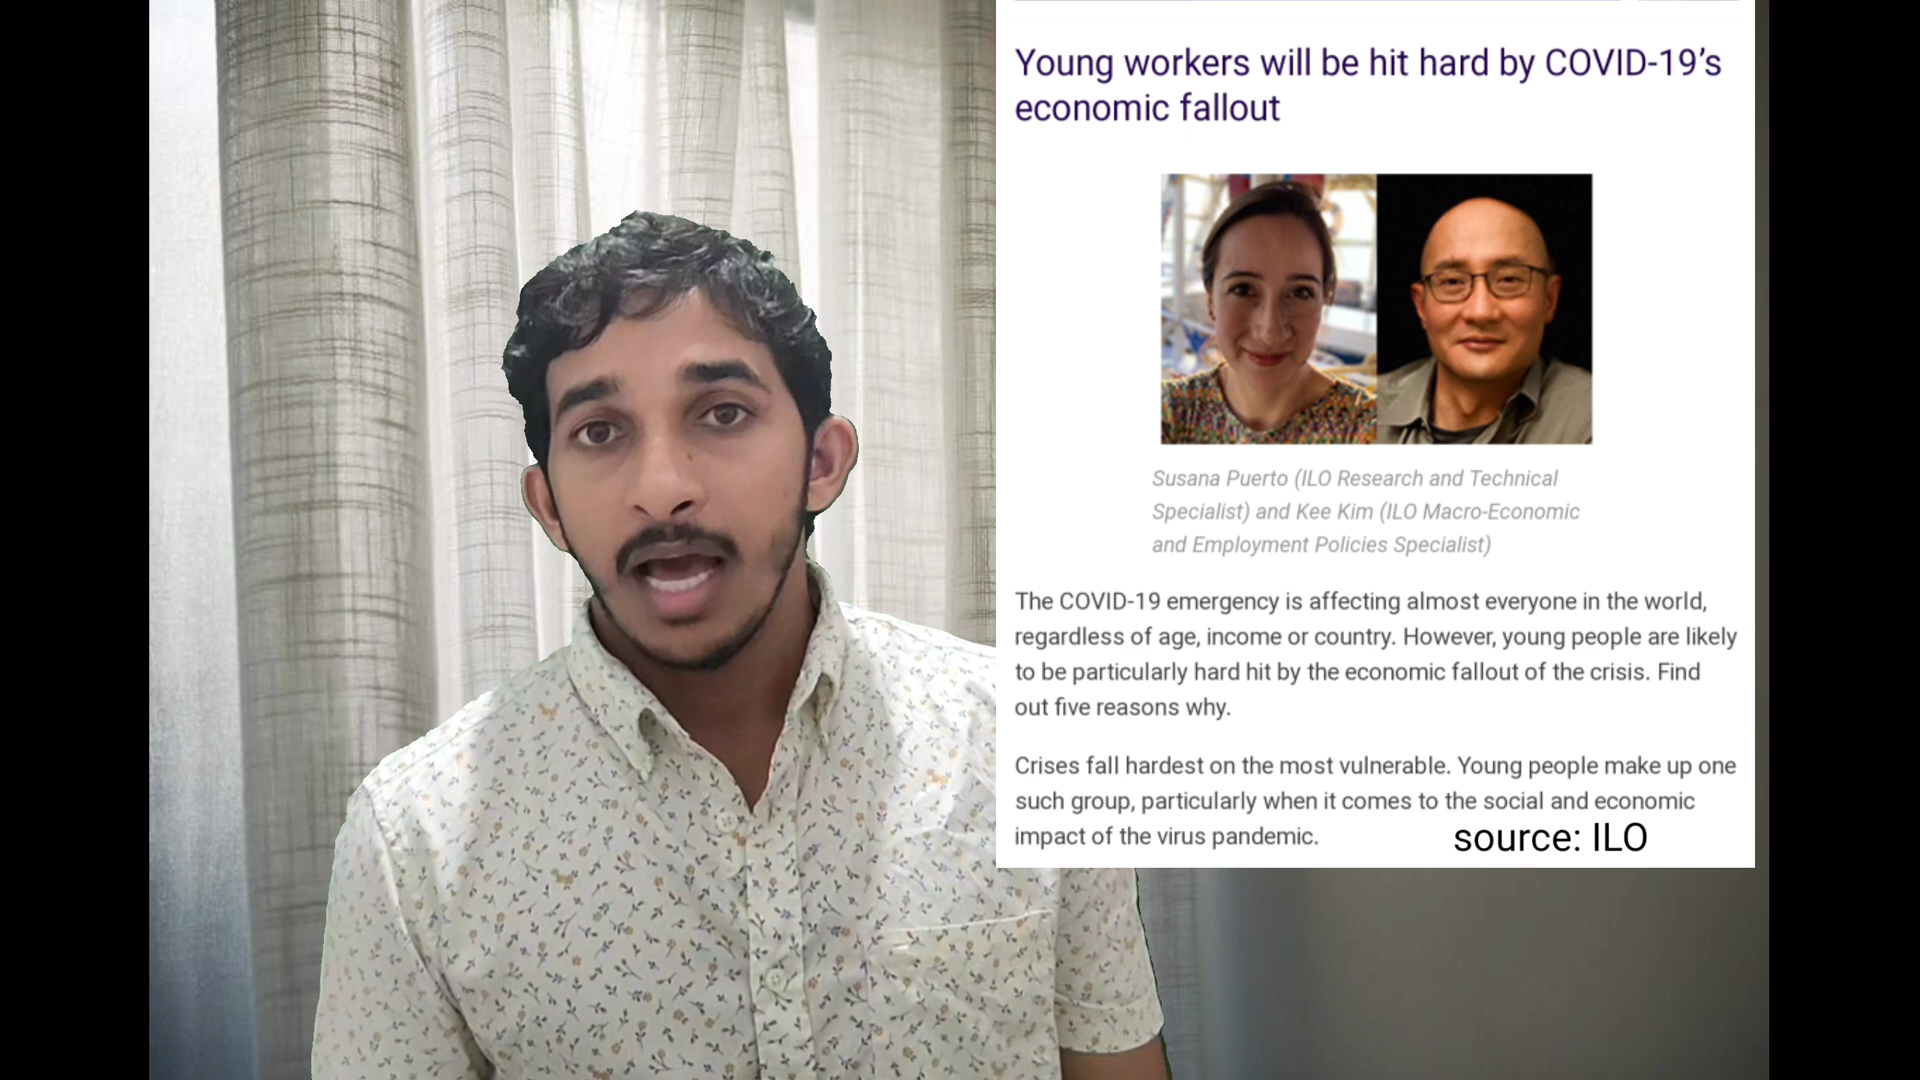 Young workers will be hit hard by COVID-19’s
economic fallout
Susana Puerto (ILO Research and Technical
Specialist) and Kee Kim (ILO Macro-Economic
and Employment Policies Specialist)
The COVID-19 emergency is affecting almost everyone in the world,
regardless of age, income or country. However, young people are likely
to be particularly hard hit by the economic fallout of the crisis. Find
out five reasons why.
Crises fall hardest on the most vulnerable. Young people make up one
such group, particularly when it comes to the social and economic
impact of the virus pandemic.
source: ILO